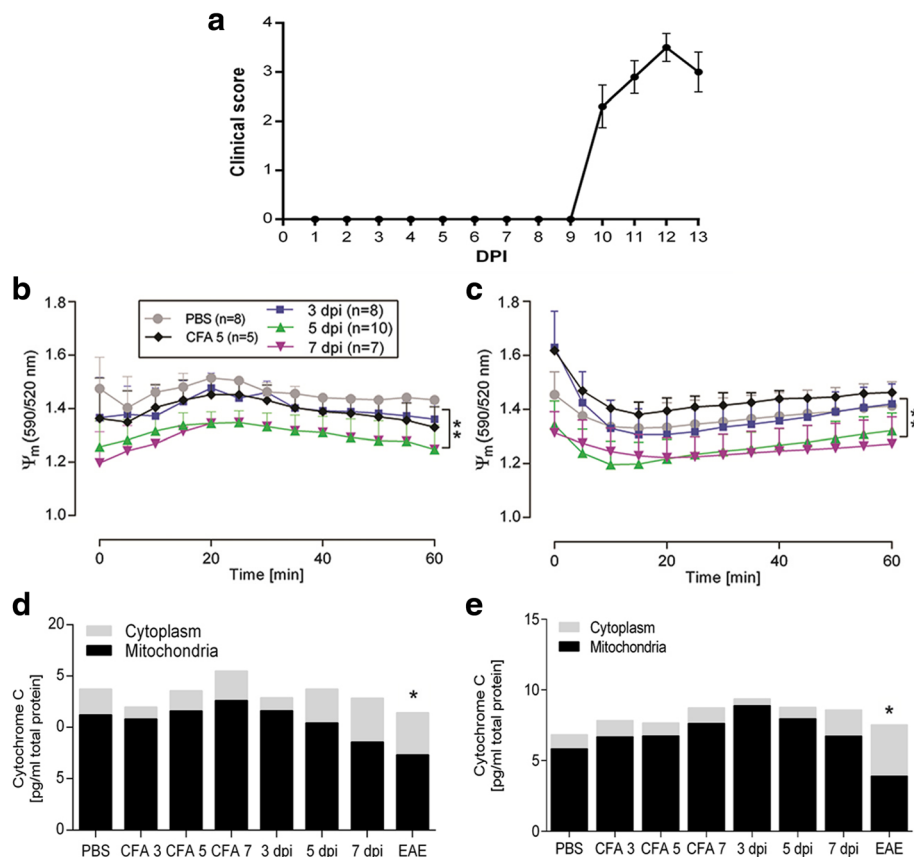 a
Clinical score
4
3
2
1
0
0 1 2 3 4 5 6 7 8 9 10 11 12 13
DPI
b
Ψm (590/520 nm)
1.8
1.6
1.4
1.2
1.0
PBS (n=8)
CFA 5 (n=5)
3 dpi (n=8)
5 dpi (n=10)
7 dpi (n=7)
**
0 20 40 60
Time [min]
c
Ψm (590/520 nm)
1.8
1.6
1.4
1.2
1.0
**
0 20 40 60
Time [min]
d
Cytochrome C
[pg/ml total protein]
20
5
0
5
0
Cytoplasm
Mitochondria
*
PBS CFA 3 CFA 5 CFA 7 3 dpi 5 dpi 7 dpi EAE
e
Cytochrome C
[pg/ml total protein]
15
10
5
0
Cytoplasm
Mitochondria
*
PBS CFA 3 CFA 5 CFA 7 3 dpi 5 dpi 7 dpi EAE